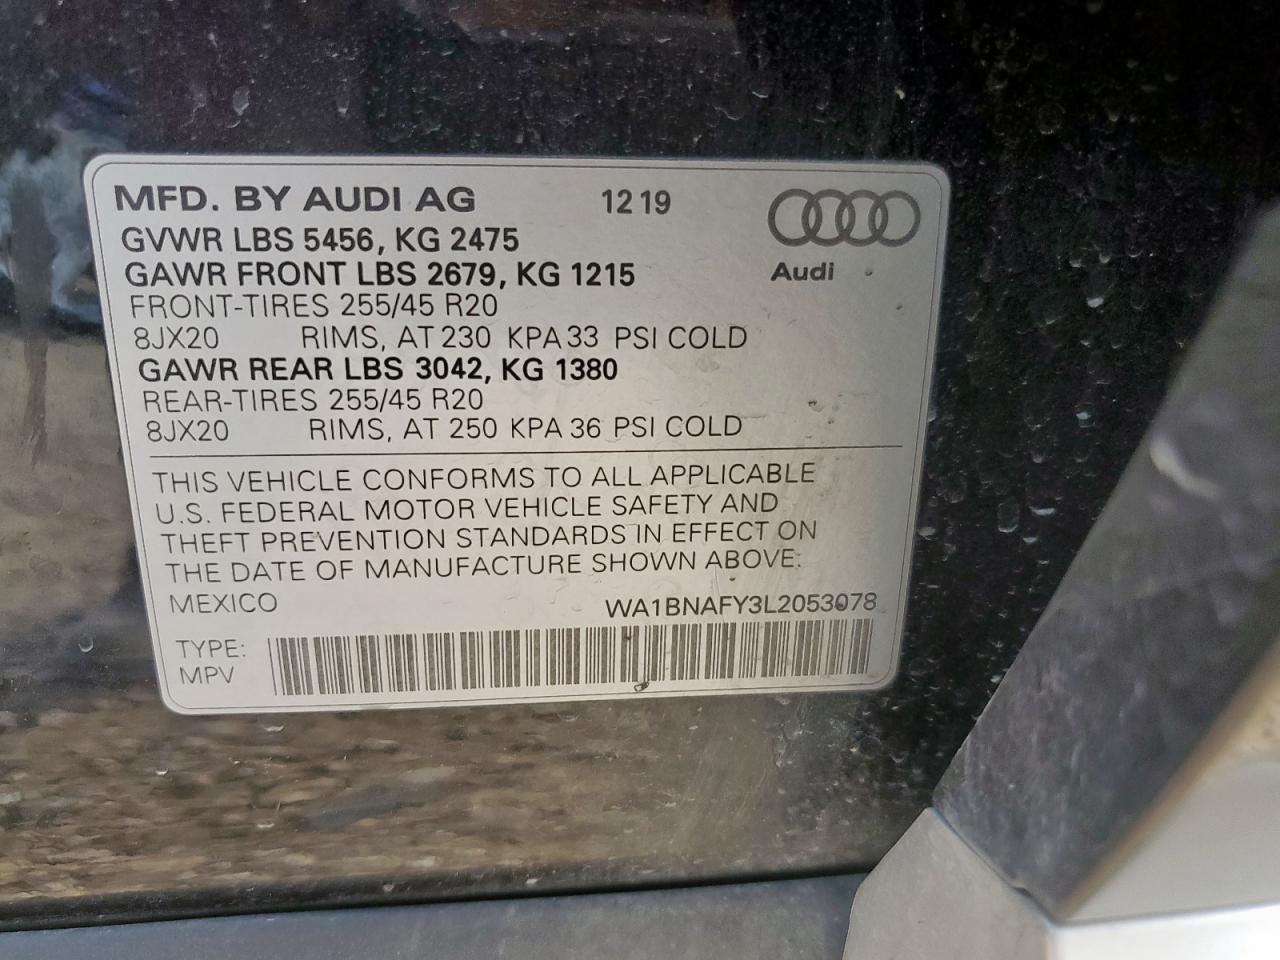 MFD. BY AUDI AG 12 19
GVWR LBS 5456, KG 2475
GAWR FRONT LBS 2679, KG 1215
Audi
FRONT-TIRES 255/45 R20
8JX20 RIMS, AT 230 KPA 33 PSI COLD
GAWR REAR LBS 3042, KG 1380
REAR-TIRES 255/45 R20
8JX20 RIMS, AT 250 KPA 36 PSI COLD
THIS VEHICLE CONFORMS TO ALL APPLICABLE
U.S. FEDERAL MOTOR VEHICLE SAFETY AND
THEFT PREVENTION STANDARDS IN EFFECT ON
THE DATE OF MANUFACTURE SHOWN ABOVE:
MEXICO WA1BNAFY3L2053078
TYPE:
MPV